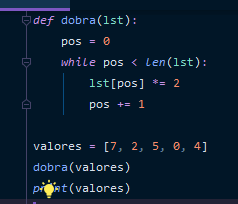 def dobra(lst):
    pos = 0
    while pos < len(lst):
        lst[pos] *= 2
        pos += 1
valores = [7, 2, 5, 0, 4]
dobra(valores)
print(valores)